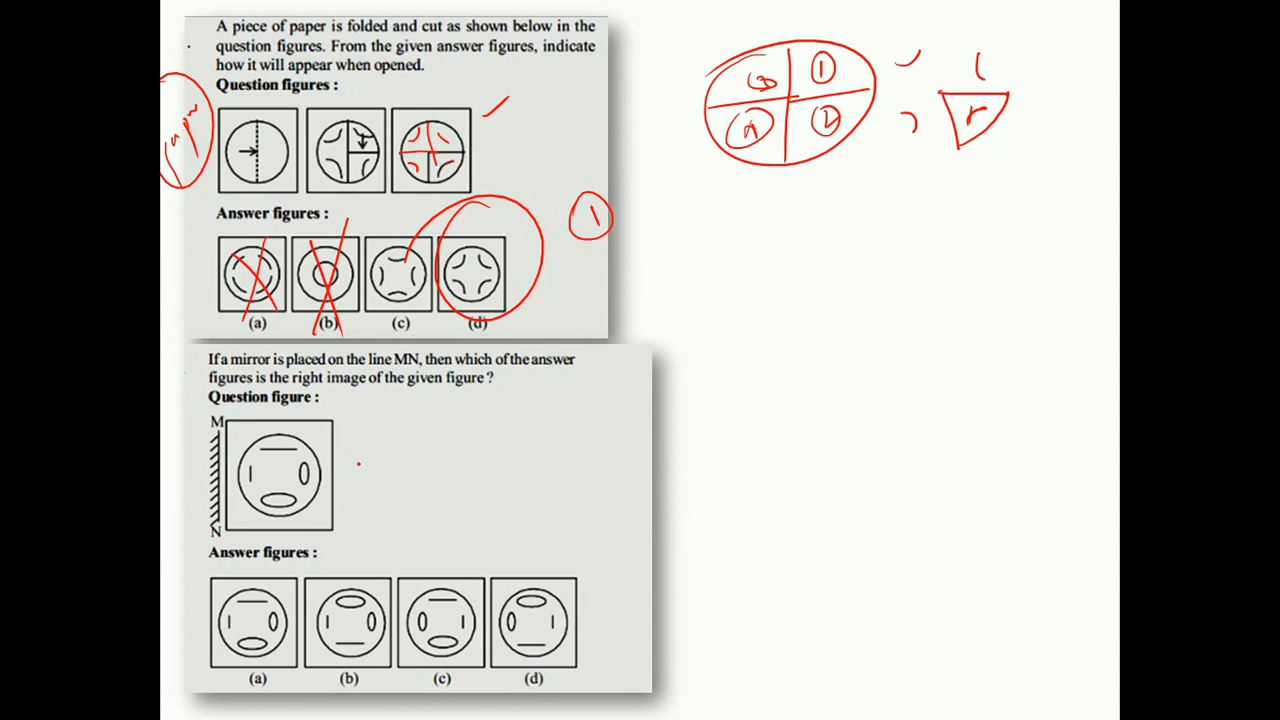 A piece of paper is folded and cut as shown below in the
question figures. From the given answer figures, indicate
how it will appear when opened.
Question figures :
Answer figures :
(a) (b) (c) (d)
If a mirror is placed on the line MN, then which of the answer
figures is the right image of the given figure ?
Question figure :
M
N
Answer figures :
(a) (b) (c) (d)
1
1
2